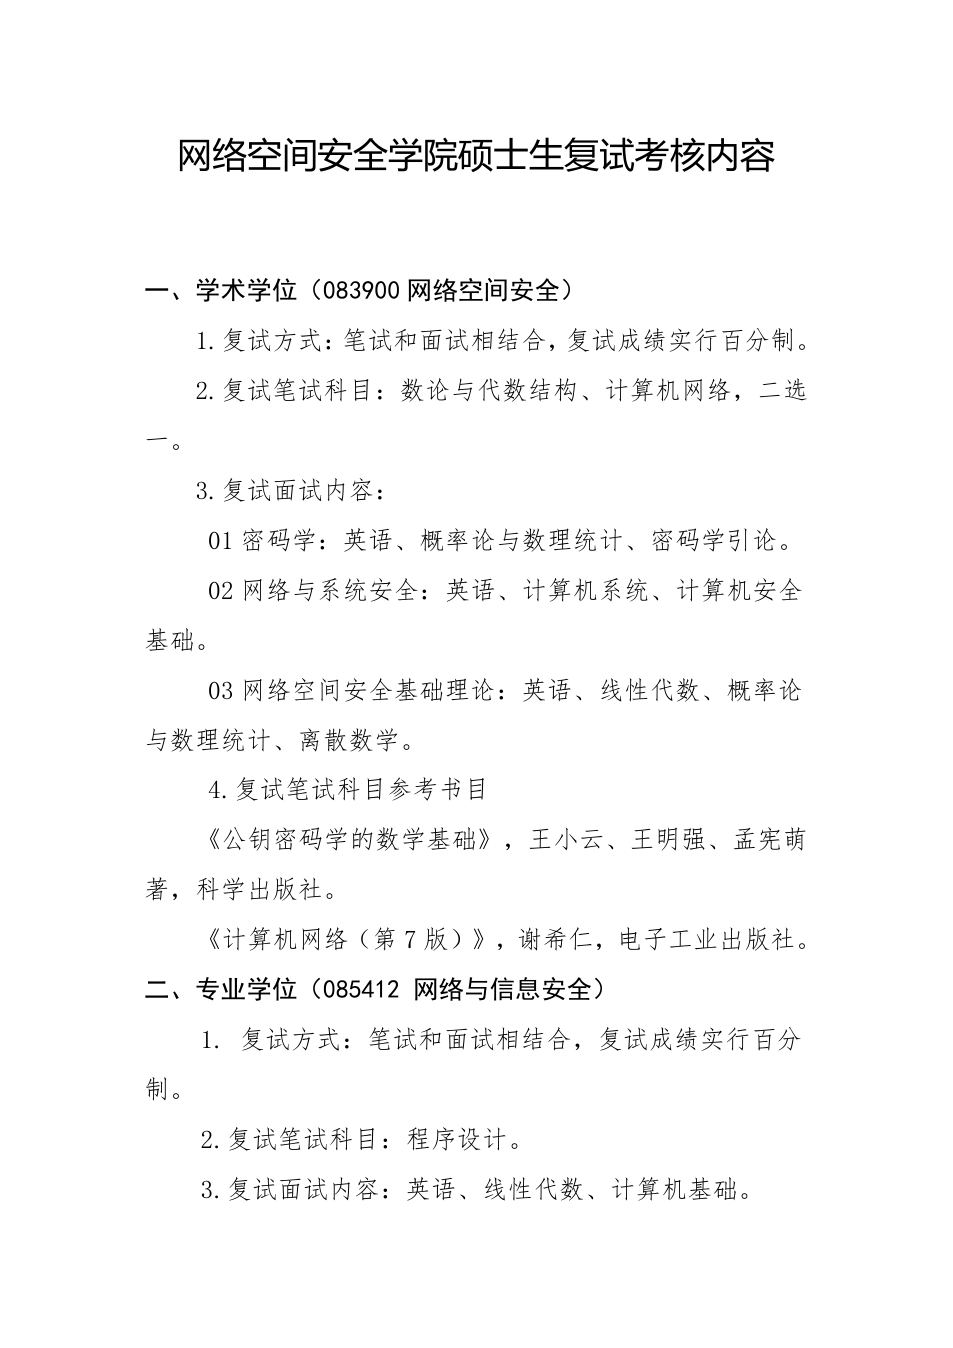 网络空间安全学院硕士生复试考核内容
一、学术学位（083900 网络空间安全）
1.复试方式：笔试和面试相结合，复试成绩实行百分制。
2.复试笔试科目：数论与代数结构、计算机网络，二选
一。
3.复试面试内容：
01 密码学：英语、概率论与数理统计、密码学引论。
02 网络与系统安全：英语、计算机系统、计算机安全
基础。
03 网络空间安全基础理论：英语、线性代数、概率论
与数理统计、离散数学。
4.复试笔试科目参考书目
《公钥密码学的数学基础》，王小云、王明强、孟宪萌
著，科学出版社。
《计算机网络（第 7 版）》，谢希仁，电子工业出版社。
二、专业学位（085412 网络与信息安全）
1. 复试方式：笔试和面试相结合，复试成绩实行百分
制。
2.复试笔试科目：程序设计。
3.复试面试内容：英语、线性代数、计算机基础。